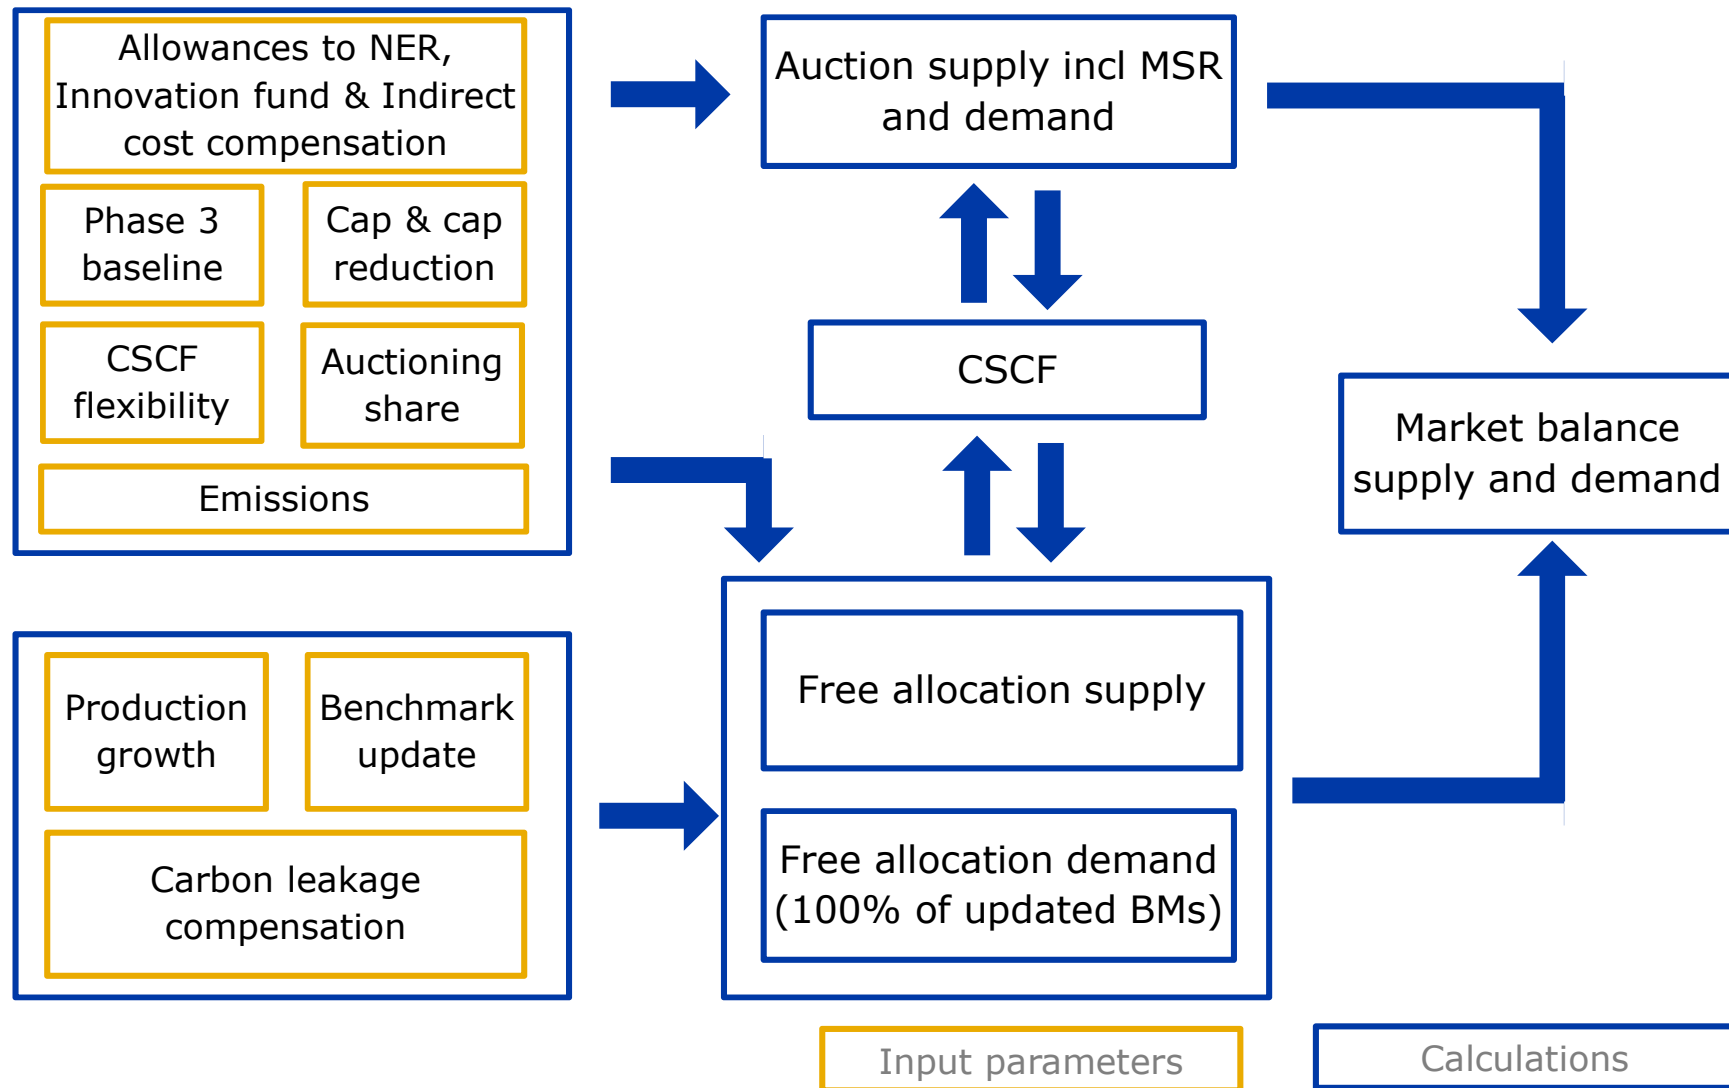 Allowances to NER,
Innovation fund & Indirect
cost compensation
Phase 3
baseline
Cap & cap
reduction
CSCF
flexibility
Auctioning
share
Emissions
Production
growth
Benchmark
update
Carbon leakage
compensation
Auction supply incl MSR
and demand
CSCF
Free allocation supply
Free allocation demand
(100% of updated BMs)
Market balance
supply and demand
Input parameters
Calculations